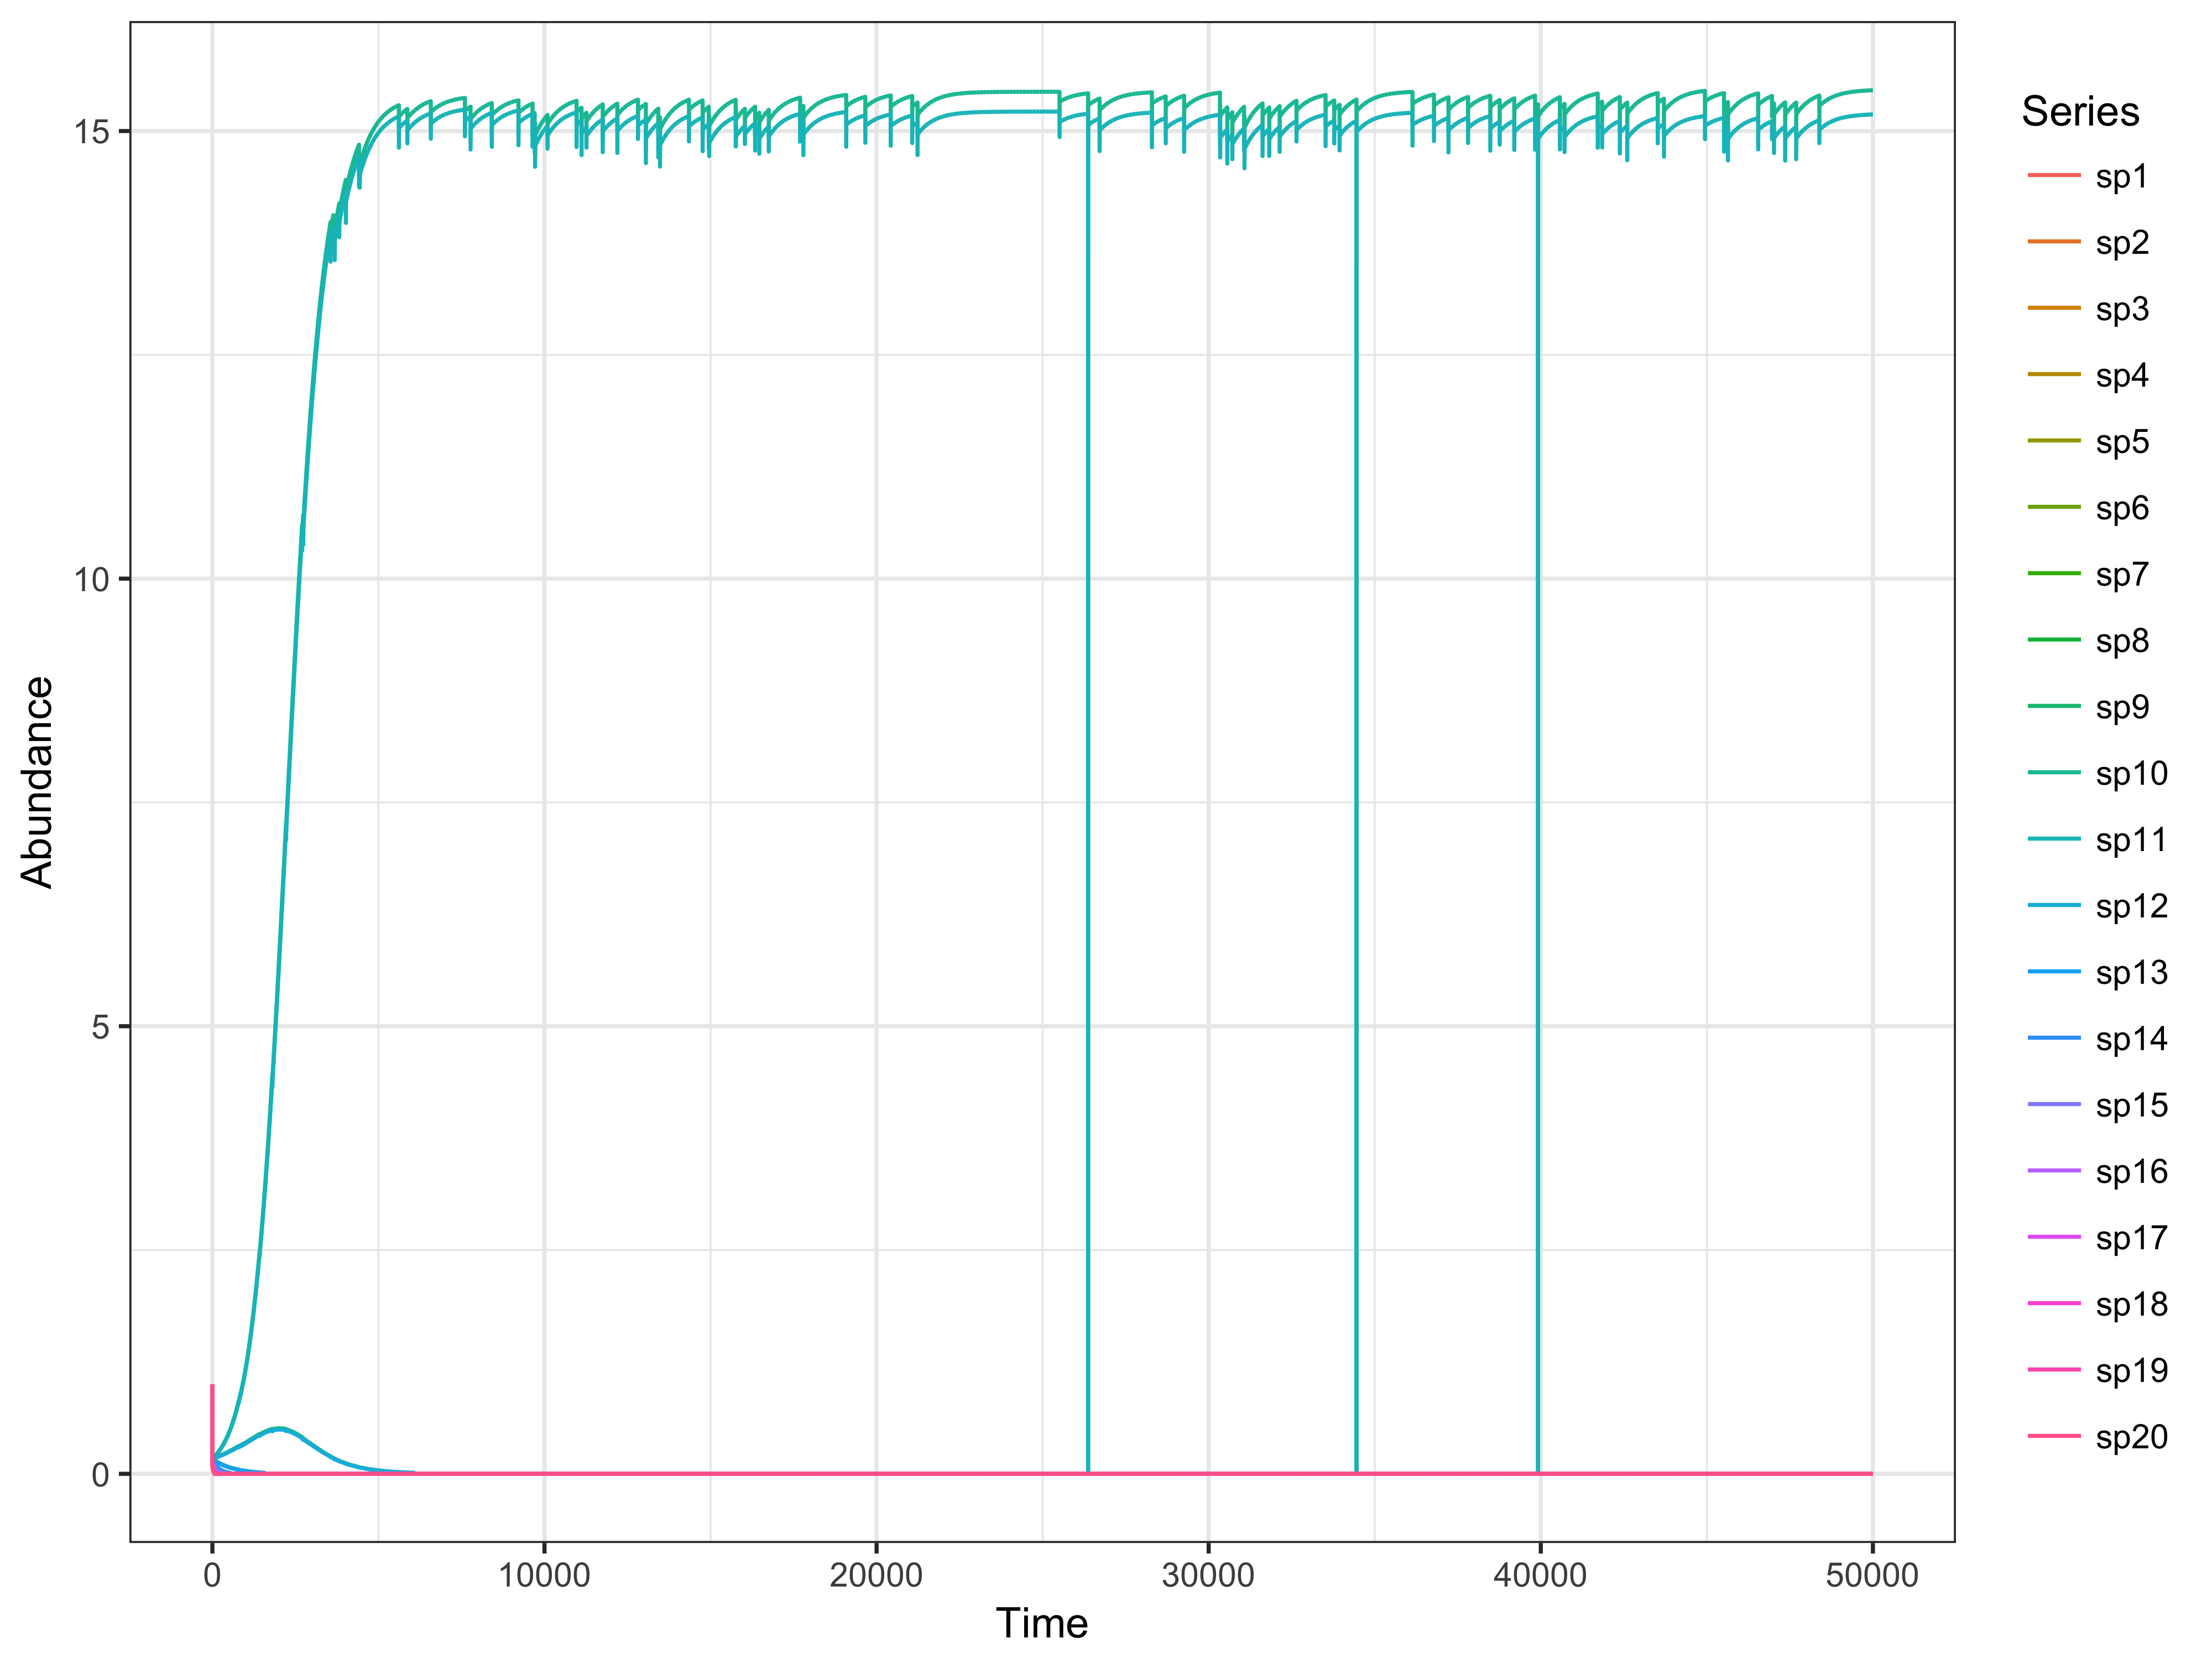 15
10
5
0
Abundance
0 10000 20000 30000 40000 50000
Time
Series
sp1
sp2
sp3
sp4
sp5
sp6
sp7
sp8
sp9
sp10
sp11
sp12
sp13
sp14
sp15
sp16
sp17
sp18
sp19
sp20